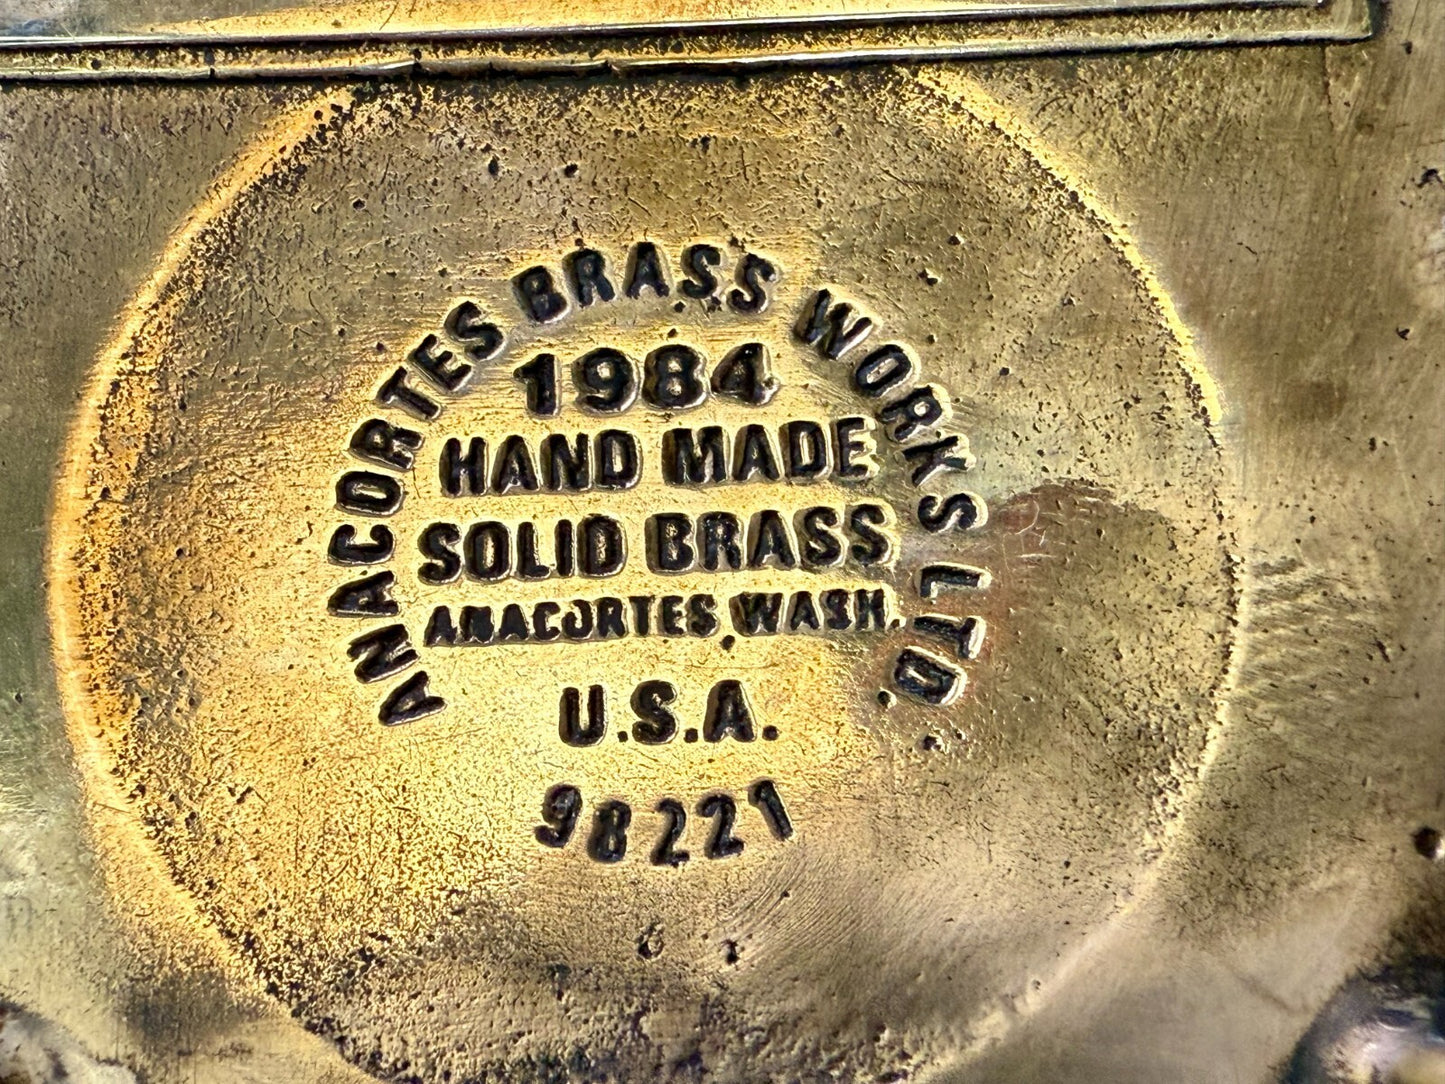 ANACORTES BRASS WORKS LTD.
1984
HAND MADE
SOLID BRASS
ANACORTES WASH.
U.S.A.
98221